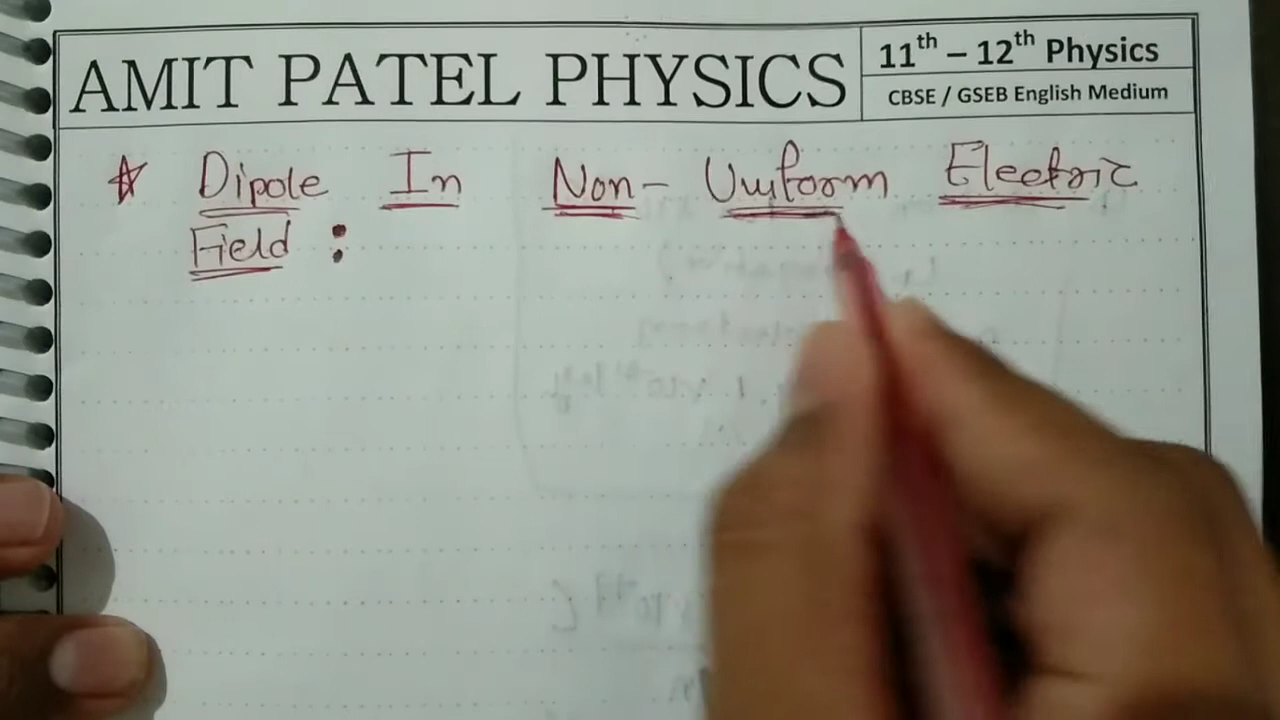 AMIT PATEL PHYSICS
11th – 12th Physics
CBSE / GSEB English Medium
☆ Dipole In Non- Uniform Electric
Field :